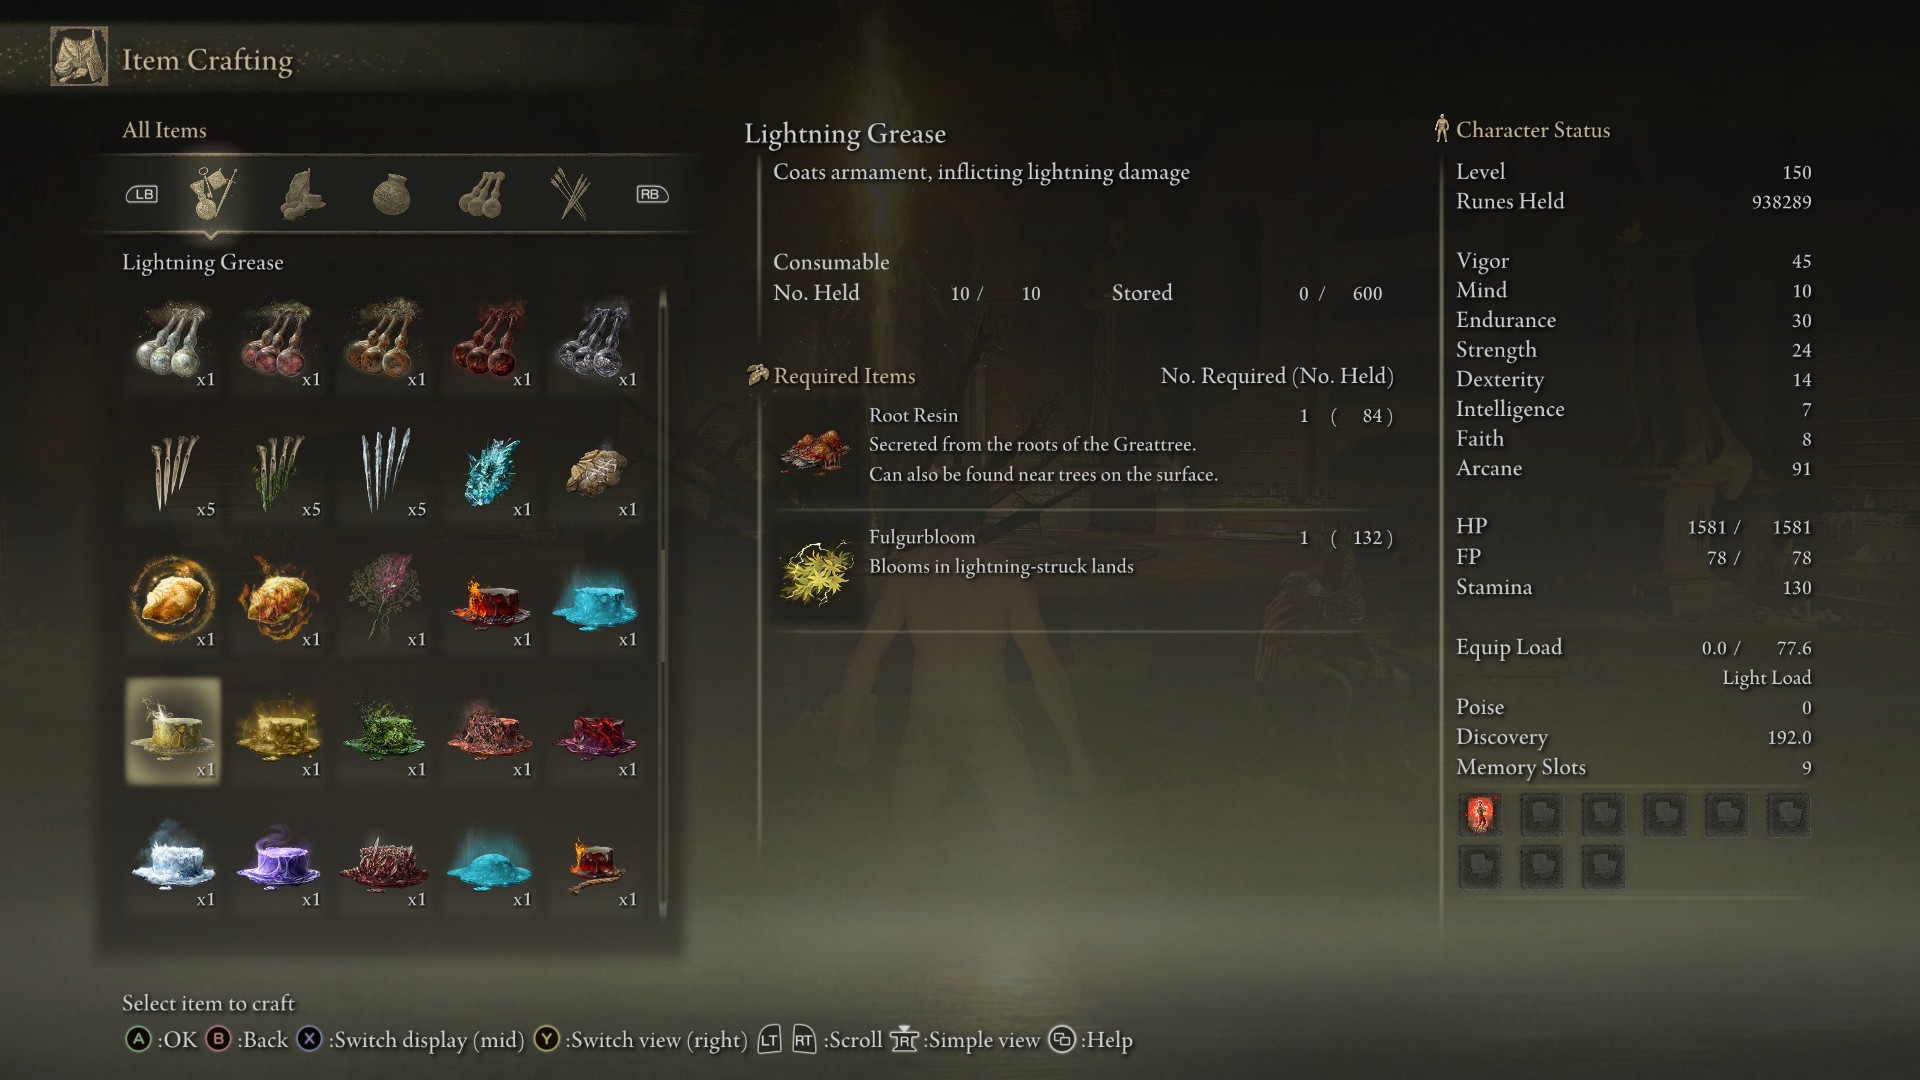 Item Crafting
All Items
LB
RB
Lightning Grease
x1 x1 x1 x1 x1
x5 x5 x5 x1 x1
x1 x1 x1 x1 x1
x1 x1 x1 x1 x1
x1 x1 x1 x1 x1
Lightning Grease
Coats armament, inflicting lightning damage
Consumable
No. Held 10 / 10 Stored 0 / 600
Required Items No. Required (No. Held)
Root Resin 1 ( 84 )
Secreted from the roots of the Greattree.
Can also be found near trees on the surface.
Fulgurbloom 1 ( 132 )
Blooms in lightning-struck lands
Character Status
Level 150
Runes Held 938289
Vigor 45
Mind 10
Endurance 30
Strength 24
Dexterity 14
Intelligence 7
Faith 8
Arcane 91
HP 1581 / 1581
FP 78 / 78
Stamina 130
Equip Load 0.0 / 77.6
Light Load
Poise 0
Discovery 192.0
Memory Slots 9
Select item to craft
A :OK B :Back X :Switch display (mid) Y :Switch view (right) LT RT :Scroll R :Simple view :Help